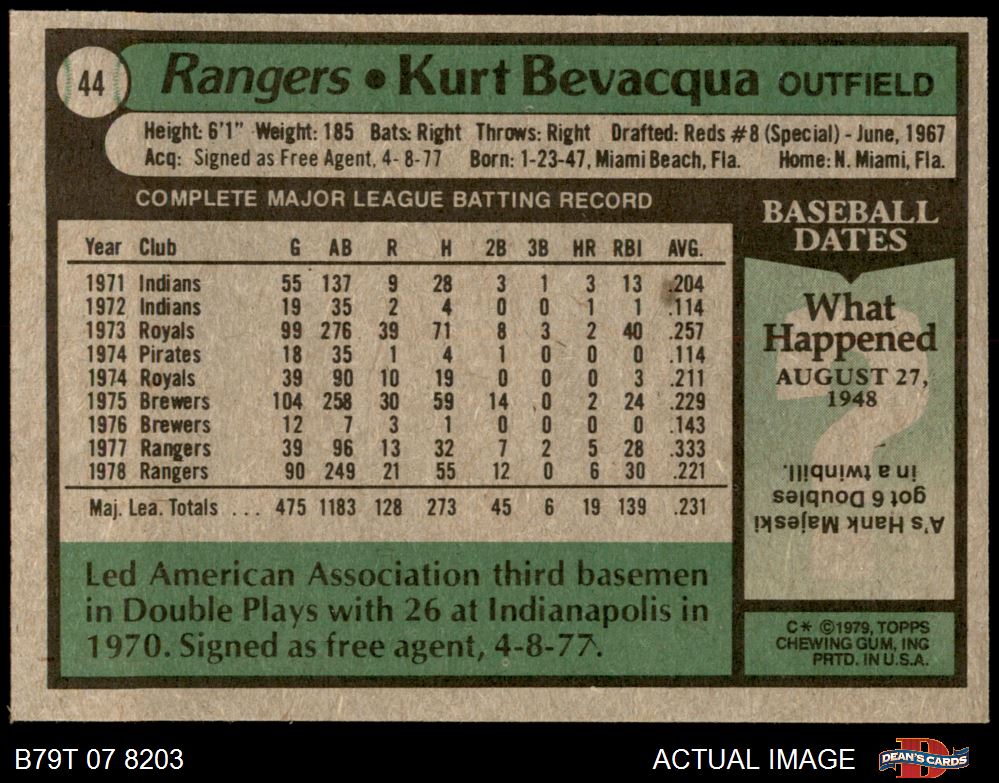 44
Rangers • Kurt Bevacqua OUTFIELD
Height: 6'1" Weight: 185 Bats: Right Throws: Right Drafted: Reds #8 (Special) - June, 1967
Acq: Signed as Free Agent, 4-8-77 Born: 1-23-47, Miami Beach, Fla. Home: N. Miami, Fla.
COMPLETE MAJOR LEAGUE BATTING RECORD
Year Club G AB R H 2B 3B HR RBI AVG.
1971 Indians 55 137 9 28 3 1 3 13 .204
1972 Indians 19 35 2 4 0 0 1 1 .114
1973 Royals 99 276 39 71 8 3 2 40 .257
1974 Pirates 18 35 1 4 1 0 0 0 .114
1974 Royals 39 90 10 19 0 0 0 3 .211
1975 Brewers 104 258 30 59 14 0 2 24 .229
1976 Brewers 12 7 3 1 0 0 0 0 .143
1977 Rangers 39 96 13 32 7 2 5 28 .333
1978 Rangers 90 249 21 55 12 0 6 30 .221
Maj. Lea. Totals ... 475 1183 128 273 45 6 19 139 .231
Led American Association third basemen
in Double Plays with 26 at Indianapolis in
1970. Signed as free agent, 4-8-77.
BASEBALL
DATES
What
Happened
AUGUST 27,
1948
?
A's Hank Majeski
got 6 Doubles
in a twinbill.
C* ©1979, TOPPS
CHEWING GUM, INC
PRTD. IN U.S.A.
B79T 07 8203
ACTUAL IMAGE
DEAN'S CARDS